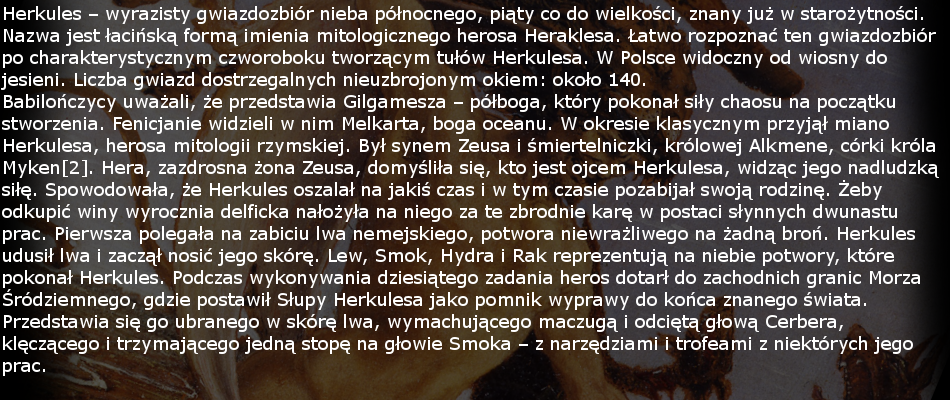 Herkules – wyrazisty gwiazdozbiór nieba północnego, piąty co do wielkości, znany już w starożytności.
Nazwa jest łacińską formą imienia mitologicznego herosa Heraklesa. Łatwo rozpoznać ten gwiazdozbiór
po charakterystycznym czworoboku tworzącym tułów Herkulesa. W Polsce widoczny od wiosny do
jesieni. Liczba gwiazd dostrzegalnych nieuzbrojonym okiem: około 140.
Babilończycy uważali, że przedstawia Gilgamesza – półboga, który pokonał siły chaosu na początku
stworzenia. Fenicjanie widzieli w nim Melkarta, boga oceanu. W okresie klasycznym przyjął miano
Herkulesa, herosa mitologii rzymskiej. Był synem Zeusa i śmiertelniczki, królowej Alkmene, córki króla
Myken[2]. Hera, zazdrosna żona Zeusa, domyśliła się, kto jest ojcem Herkulesa, widząc jego nadludzką
siłę. Spowodowała, że Herkules oszalał na jakiś czas i w tym czasie pozabijał swoją rodzinę. Żeby
odkupić winy wyrocznia delficka nałożyła na niego za te zbrodnie karę w postaci słynnych dwunastu
prac. Pierwsza polegała na zabiciu lwa nemejskiego, potwora niewrażliwego na żadną broń. Herkules
udusił lwa i zaczął nosić jego skórę. Lew, Smok, Hydra i Rak reprezentują na niebie potwory, które
pokonał Herkules. Podczas wykonywania dziesiątego zadania heros dotarł do zachodnich granic Morza
Śródziemnego, gdzie postawił Słupy Herkulesa jako pomnik wyprawy do końca znanego świata.
Przedstawia się go ubranego w skórę lwa, wymachującego maczugą i odciętą głową Cerbera,
klęczącego i trzymającego jedną stopę na głowie Smoka – z narzędziami i trofeami z niektórych jego
prac.